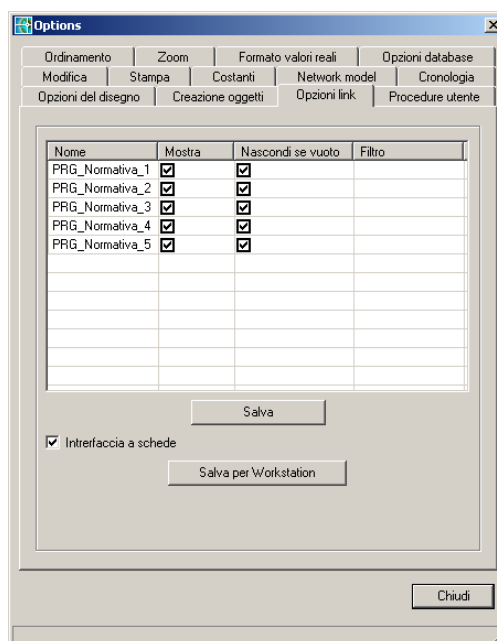 Options
Ordinamento Zoom Formato valori reali Opzioni database
Modifica Stampa Costanti Network model Cronologia
Opzioni del disegno Creazione oggetti Opzioni link Procedure utente
Nome Mostra Nascondi se vuoto Filtro
PRG_Normativa_1
PRG_Normativa_2
PRG_Normativa_3
PRG_Normativa_4
PRG_Normativa_5
Salva
Intrerfaccia a schede
Salva per Workstation
Chiudi